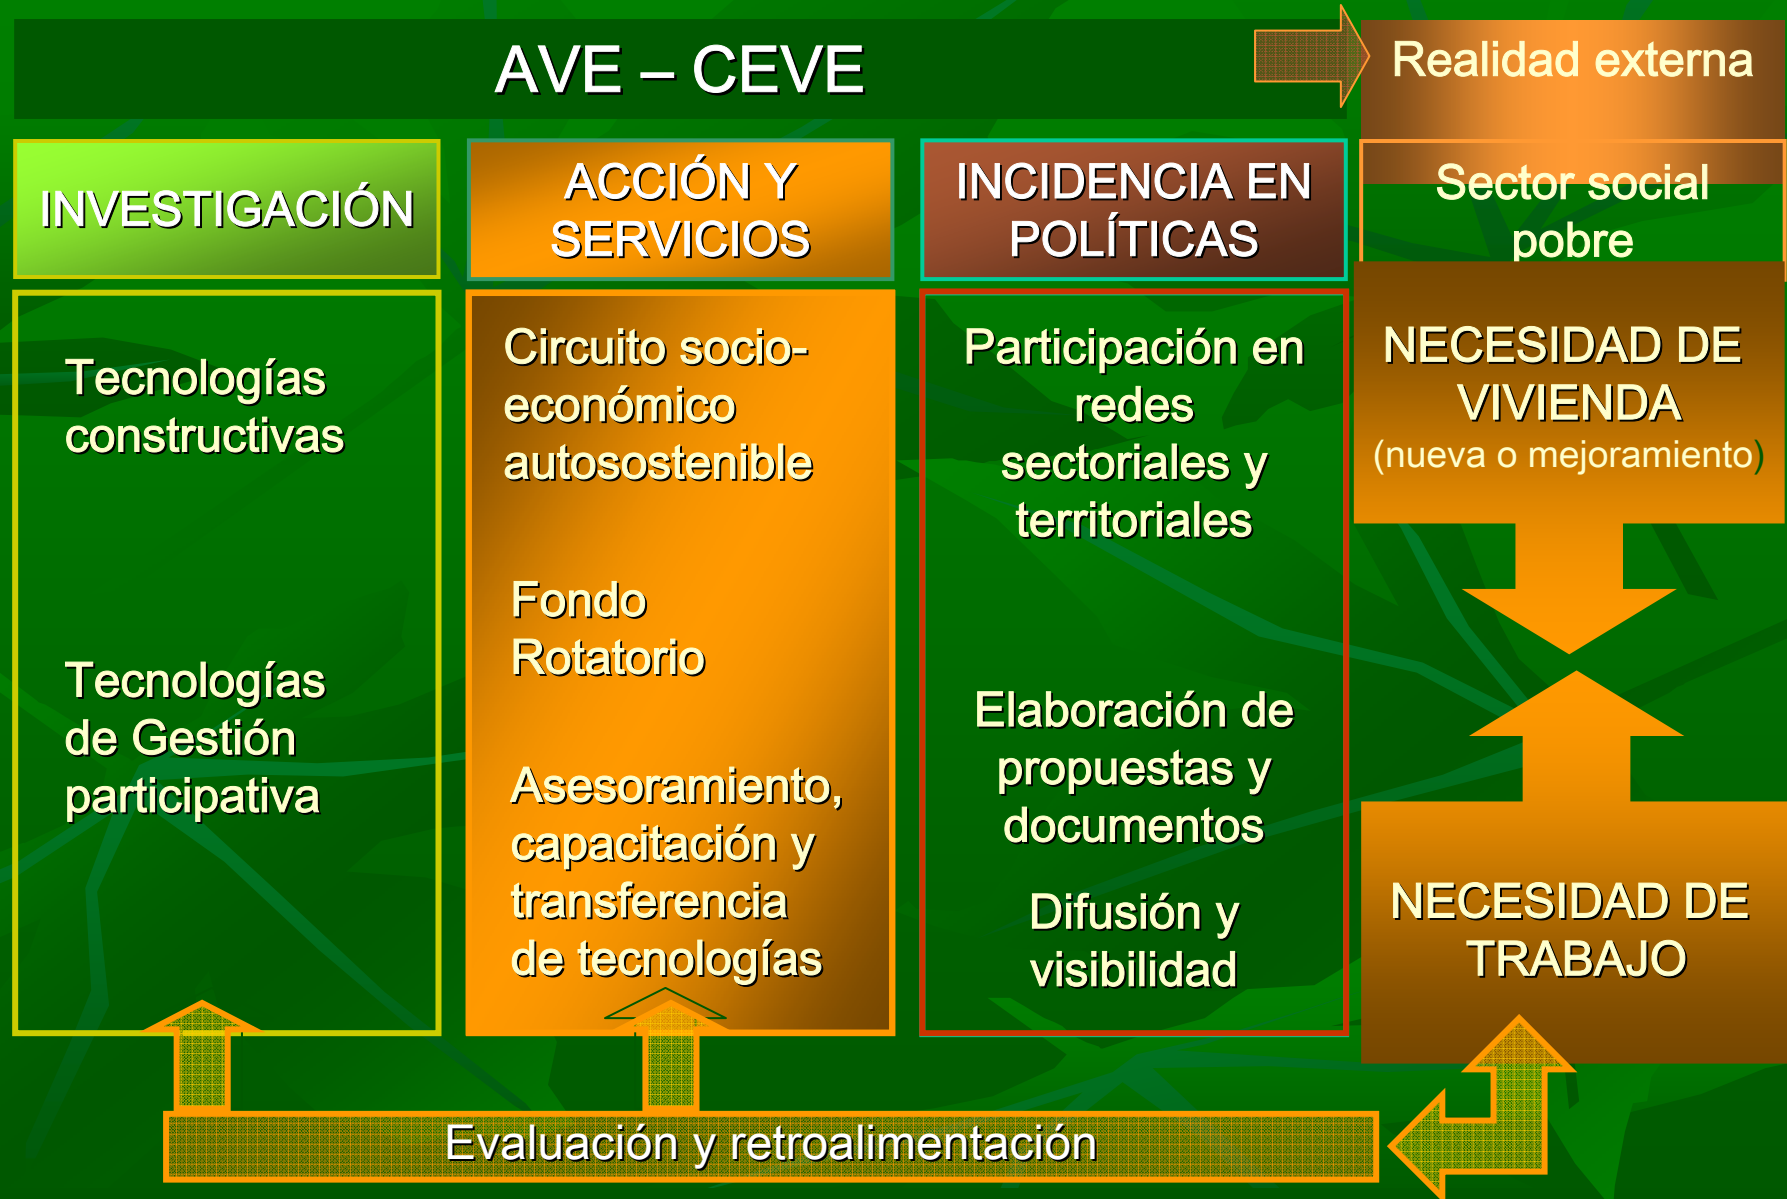 AVE – CEVE
Realidad externa
INVESTIGACIÓN
ACCIÓN Y
SERVICIOS
INCIDENCIA EN
POLÍTICAS
Sector social
pobre
Tecnologías
constructivas
Tecnologías
de Gestión
participativa
Circuito socio-
económico
autosostenible
Fondo
Rotatorio
Asesoramiento,
capacitación y
transferencia
de tecnologías
Participación en
redes
sectoriales y
territoriales
Elaboración de
propuestas y
documentos
Difusión y
visibilidad
NECESIDAD DE
VIVIENDA
(nueva o mejoramiento)
NECESIDAD DE
TRABAJO
Evaluación y retroalimentación